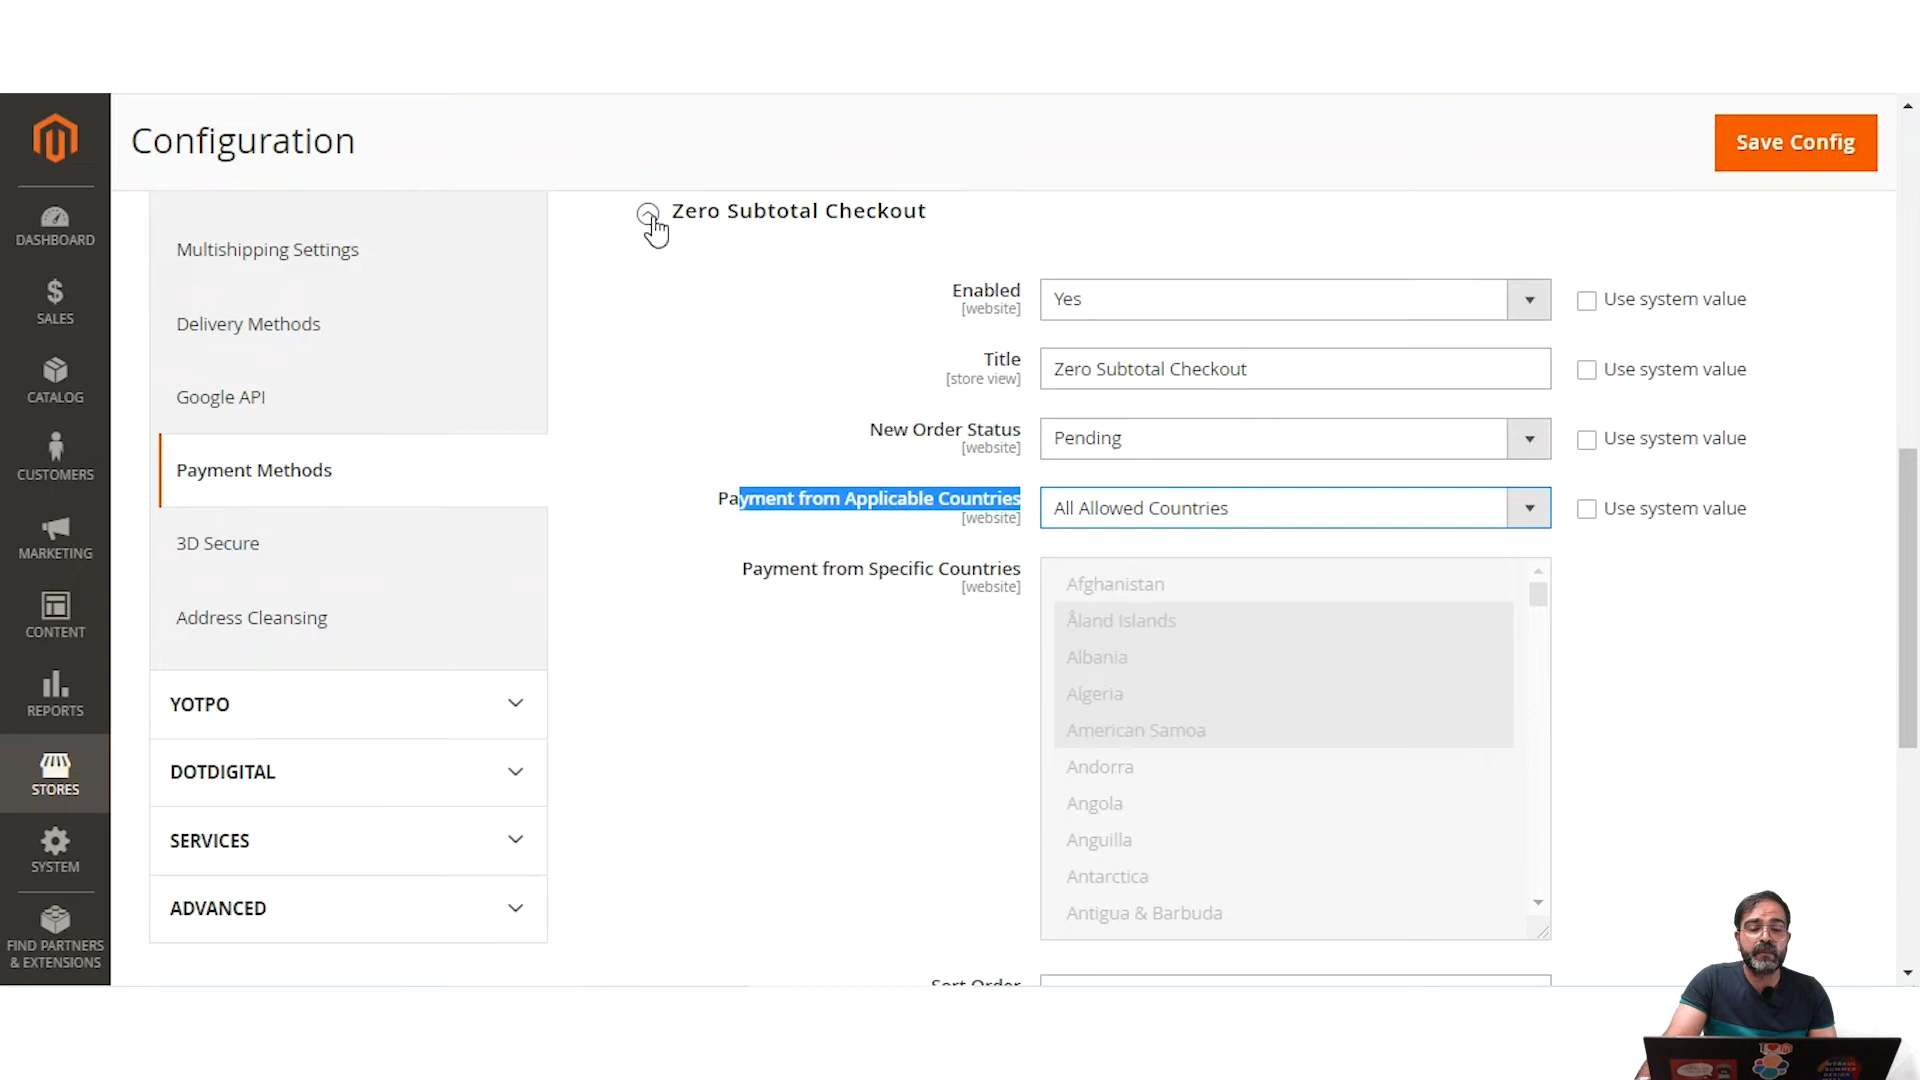 Configuration
Save Config
DASHBOARD
SALES
CATALOG
CUSTOMERS
MARKETING
CONTENT
REPORTS
STORES
SYSTEM
FIND PARTNERS
& EXTENSIONS
Multishipping Settings
Delivery Methods
Google API
Payment Methods
3D Secure
Address Cleansing
YOTPO
DOTDIGITAL
SERVICES
ADVANCED
Zero Subtotal Checkout
Enabled
[website]
Yes
Use system value
Title
[store view]
Zero Subtotal Checkout
Use system value
New Order Status
[website]
Pending
Use system value
Payment from Applicable Countries
[website]
All Allowed Countries
Use system value
Payment from Specific Countries
[website]
Afghanistan
Åland Islands
Albania
Algeria
American Samoa
Andorra
Angola
Anguilla
Antarctica
Antigua & Barbuda
Sort Order